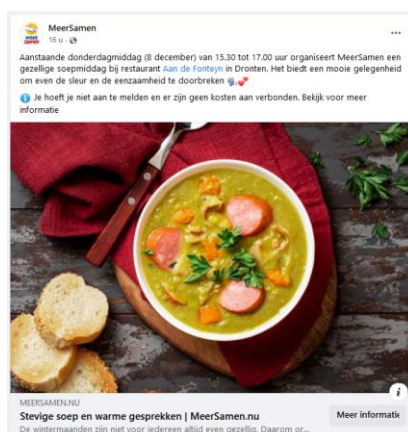 MeerSamen
16 u ·
Aanstaande donderdagmiddag (8 december) van 15.30 tot 17.00 uur organiseert MeerSamen een
gezellige soepmiddag bij restaurant Aan de Fonteyn in Dronten. Het biedt een mooie gelegenheid
om even de sleur en de eenzaamheid te doorbreken
Je hoeft je niet aan te melden en er zijn geen kosten aan verbonden. Bekijk voor meer
informatie
MEERSAMEN.NU
Stevige soep en warme gesprekken | MeerSamen.nu
De wintermaanden zijn niet voor iedereen altijd even gezellig. Daarom or...
Meer informatie